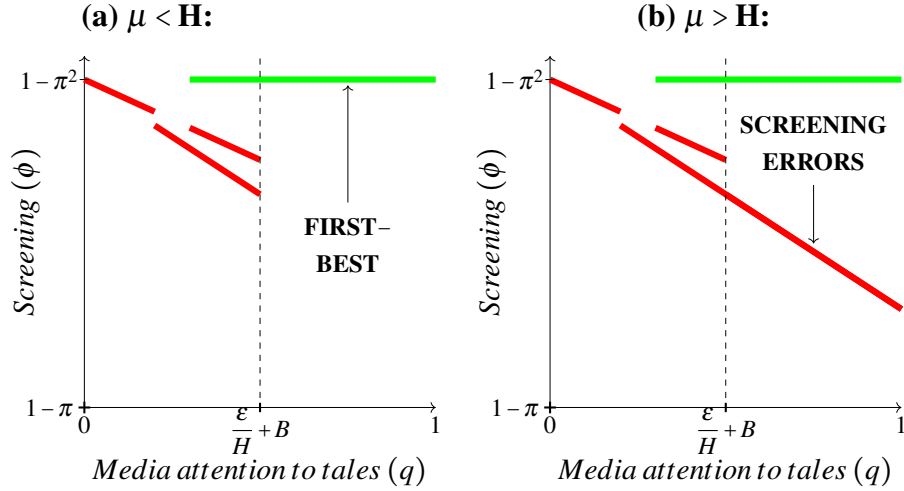 (a) μ < H:
1 − π²
1 − π
Screening (ϕ)
FIRST−
BEST
0
ε/H + B
1
Media attention to tales (q)
(b) μ > H:
1 − π²
1 − π
Screening (ϕ)
SCREENING
ERRORS
0
ε/H + B
1
Media attention to tales (q)